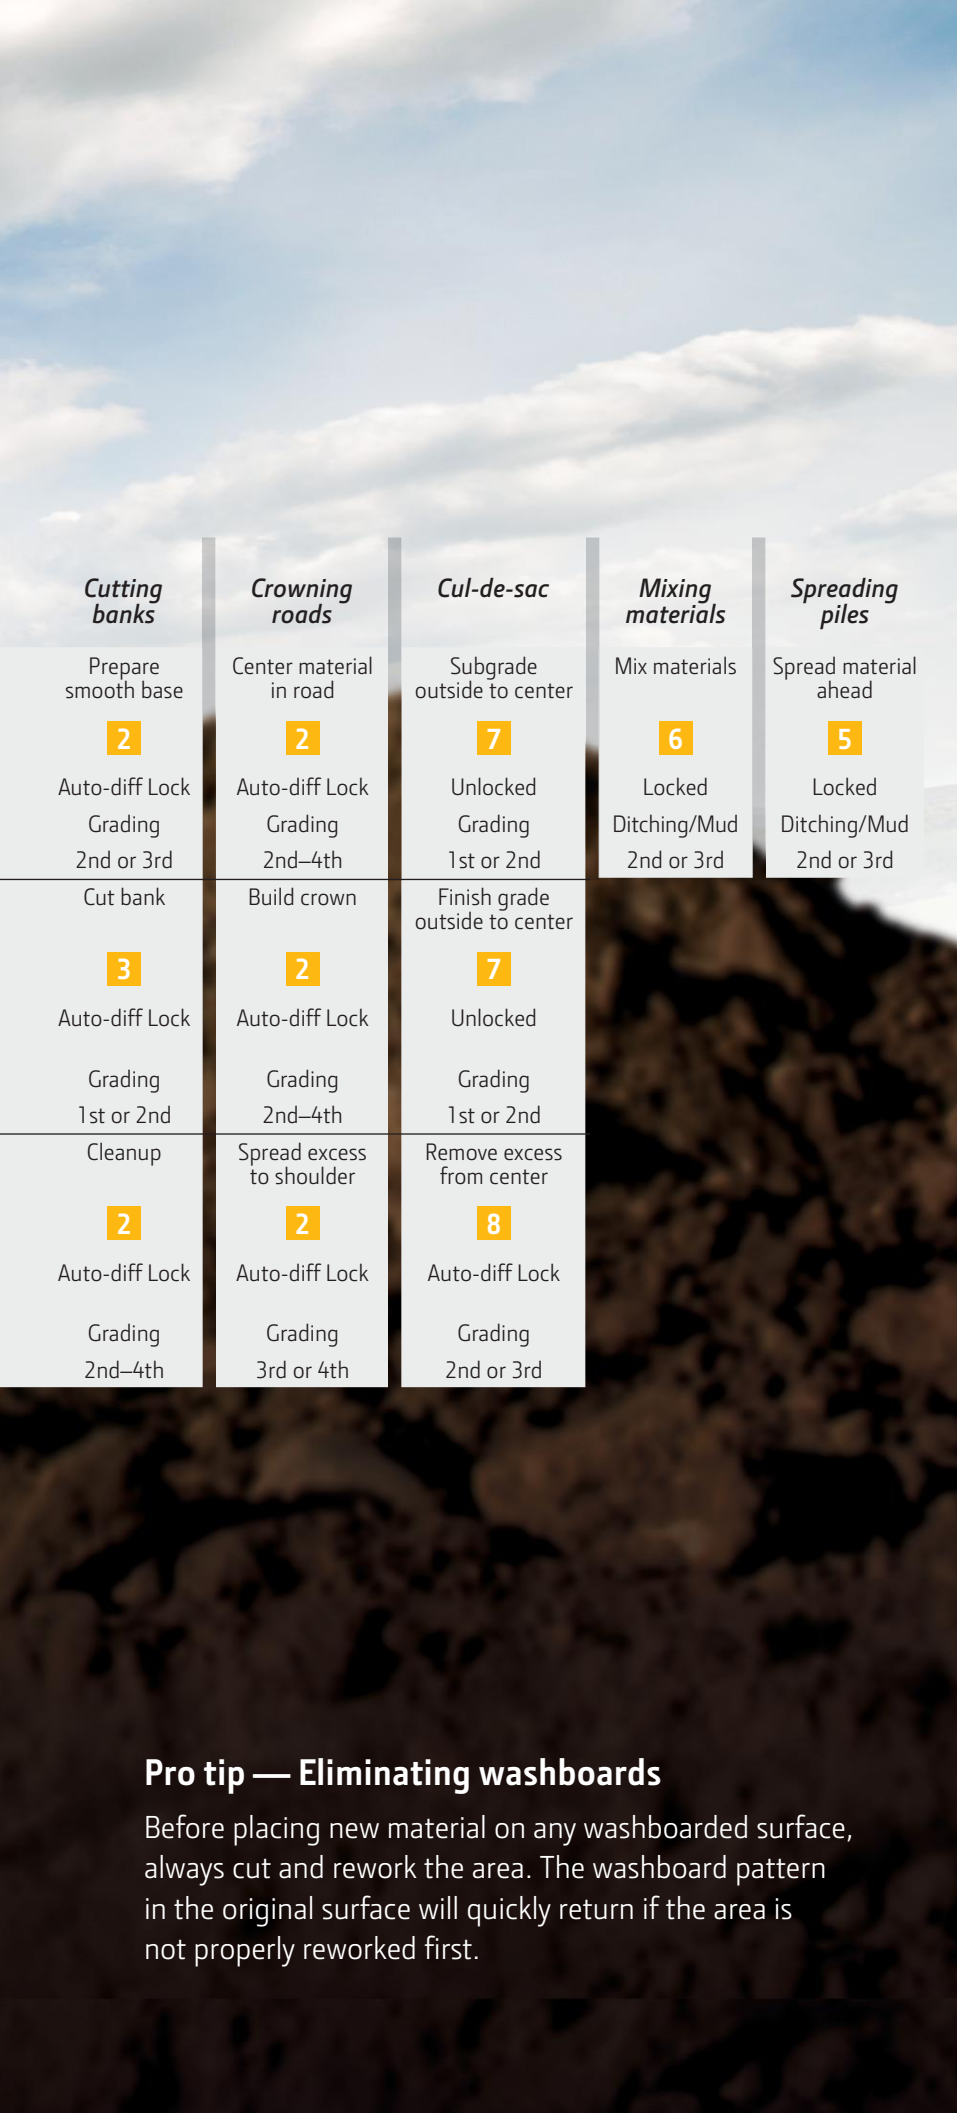 Cutting
banks
Prepare
smooth base
2
Auto-diff Lock
Grading
2nd or 3rd
Cut bank
3
Auto-diff Lock
Grading
1st or 2nd
Cleanup
2
Auto-diff Lock
Grading
2nd–4th
Crowning
roads
Center material
in road
2
Auto-diff Lock
Grading
2nd–4th
Build crown
2
Auto-diff Lock
Grading
2nd–4th
Spread excess
to shoulder
2
Auto-diff Lock
Grading
3rd or 4th
Cul-de-sac
Subgrade
outside to center
7
Unlocked
Grading
1st or 2nd
Finish grade
outside to center
7
Unlocked
Grading
1st or 2nd
Remove excess
from center
8
Auto-diff Lock
Grading
2nd or 3rd
Mixing
materials
Mix materials
6
Locked
Ditching/Mud
2nd or 3rd
Spreading
piles
Spread material
ahead
5
Locked
Ditching/Mud
2nd or 3rd
Pro tip — Eliminating washboards
Before placing new material on any washboarded surface,
always cut and rework the area. The washboard pattern
in the original surface will quickly return if the area is
not properly reworked first.